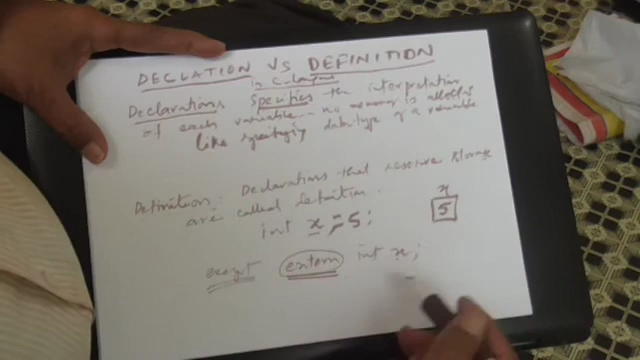 DECLATION VS DEFINITION
in C-language
Declarations Specifies the interpretation
of each variable - no memory is
like specifying datatype of a variable
Definition: Declarations that reserve storage
are called definition.
int x = 5;
x
5
except extern int x;